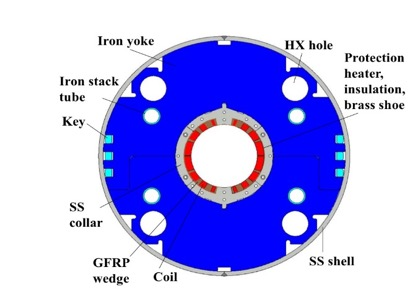 Iron yoke
HX hole
Protection
heater,
insulation,
brass shoe
Iron stack
tube
Key
SS
collar
GFRP
wedge
Coil
SS shell